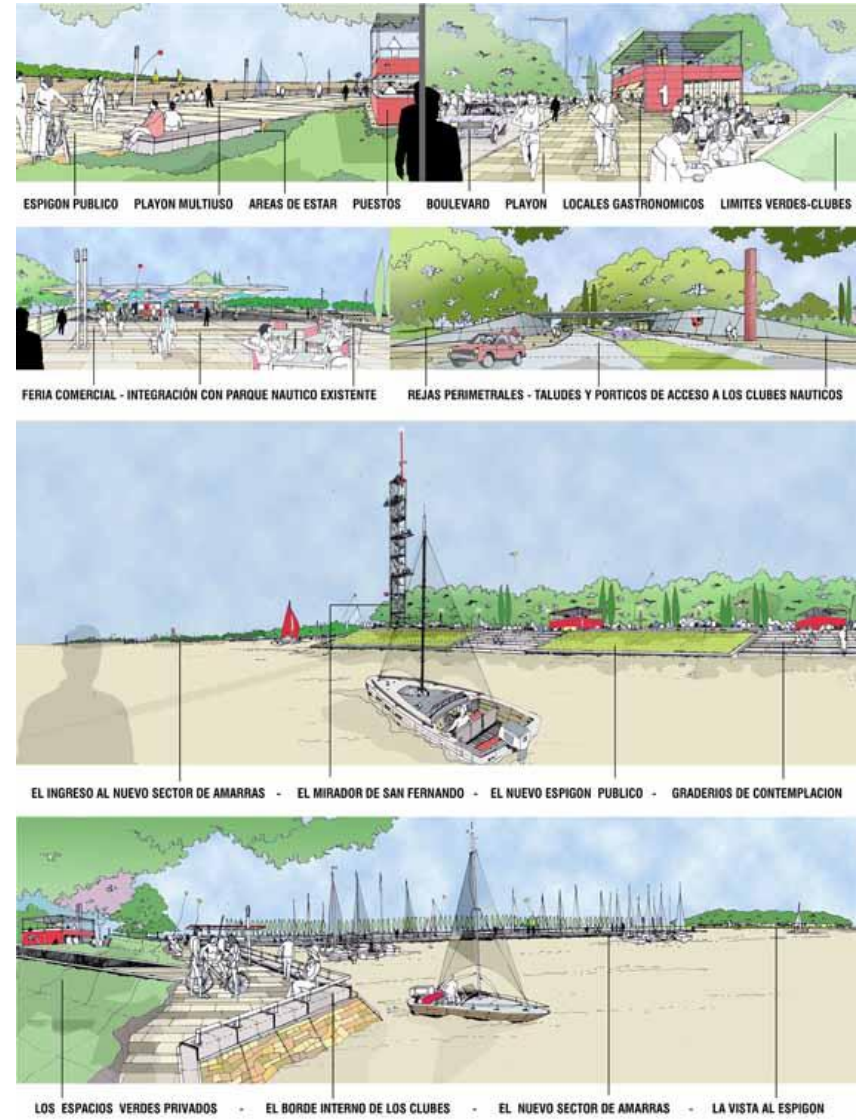 1
ESPIGON PUBLICO PLAYON MULTIUSO AREAS DE ESTAR PUESTOS BOULEVARD PLAYON LOCALES GASTRONOMICOS LIMITES VERDES-CLUBES
FERIA COMERCIAL - INTEGRACIÓN CON PARQUE NAUTICO EXISTENTE REJAS PERIMETRALES - TALUDES Y PORTICOS DE ACCESO A LOS CLUBES NAUTICOS
EL INGRESO AL NUEVO SECTOR DE AMARRAS - EL MIRADOR DE SAN FERNANDO - EL NUEVO ESPIGON PUBLICO - GRADERIOS DE CONTEMPLACION
LOS ESPACIOS VERDES PRIVADOS - EL BORDE INTERNO DE LOS CLUBES - EL NUEVO SECTOR DE AMARRAS - LA VISTA AL ESPIGON